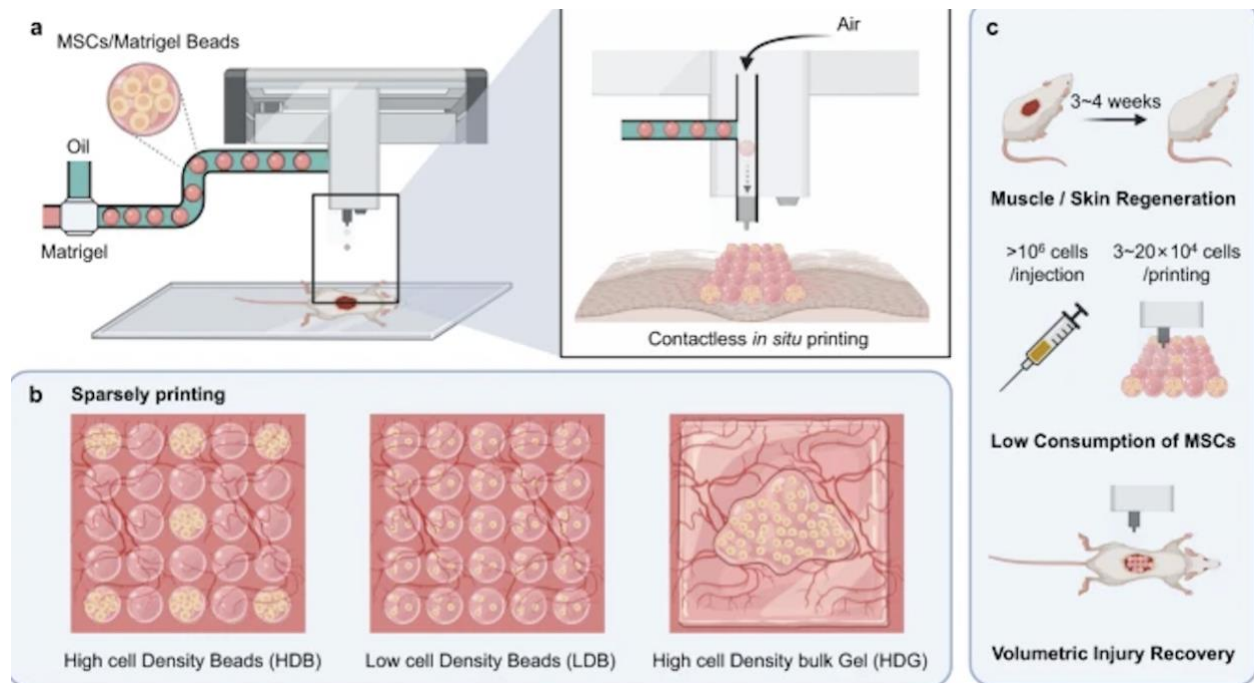 a
MSCs/Matrigel Beads
Oil
Matrigel
Air
Contactless in situ printing
b Sparsely printing
High cell Density Beads (HDB)
Low cell Density Beads (LDB)
High cell Density bulk Gel (HDG)
c
3~4 weeks
Muscle / Skin Regeneration
>10⁶ cells
/injection
3~20×10⁴ cells
/printing
Low Consumption of MSCs
Volumetric Injury Recovery